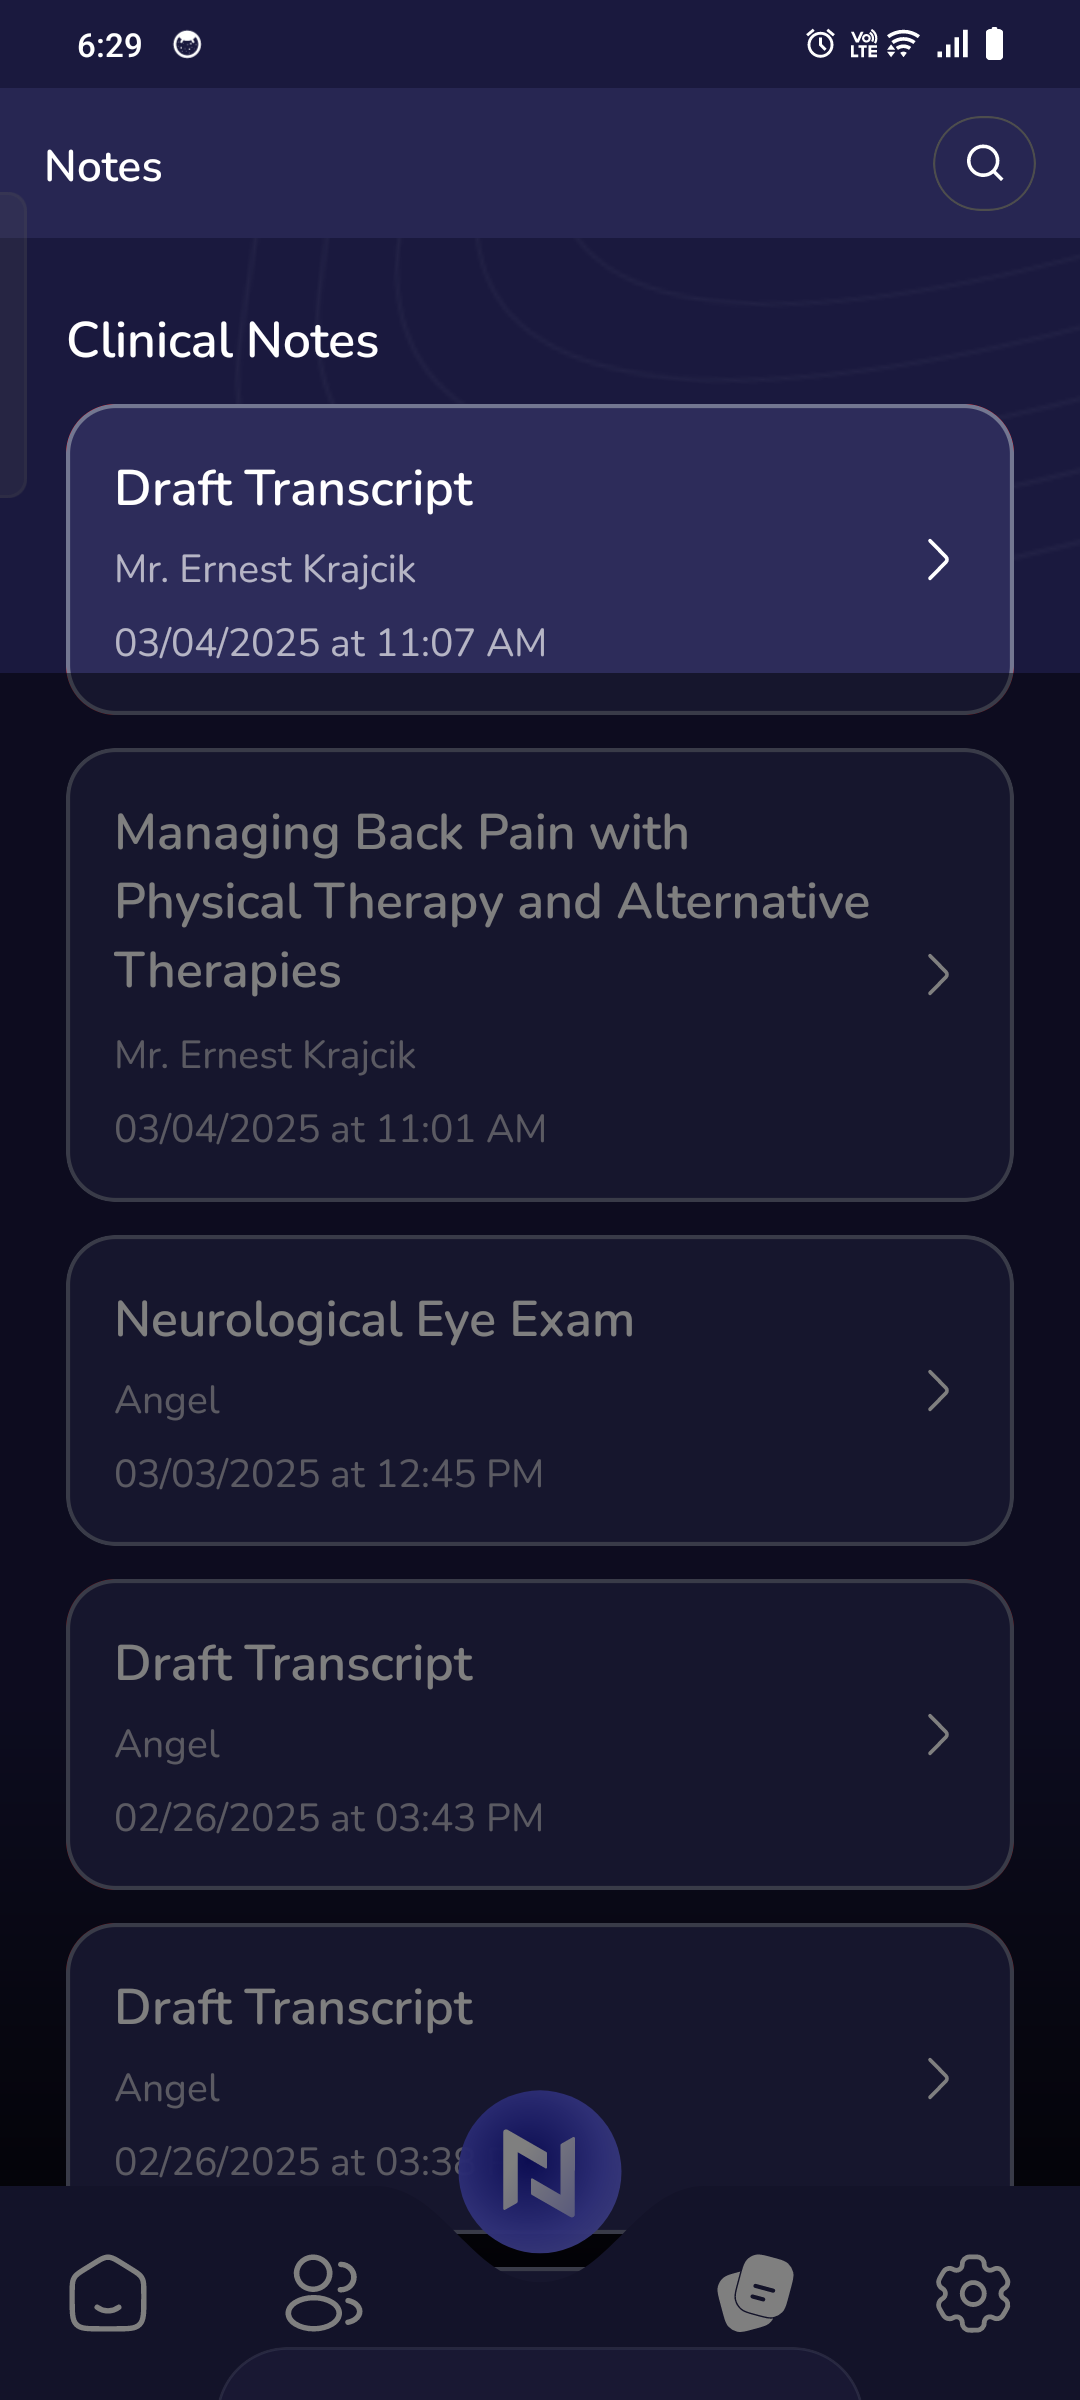 6:29
Vo) LTE
Notes
Clinical Notes
Draft Transcript
Mr. Ernest Krajcik
03/04/2025 at 11:07 AM
Managing Back Pain with
Physical Therapy and Alternative
Therapies
Mr. Ernest Krajcik
03/04/2025 at 11:01 AM
Neurological Eye Exam
Angel
03/03/2025 at 12:45 PM
Draft Transcript
Angel
02/26/2025 at 03:43 PM
Draft Transcript
Angel
02/26/2025 at 03:38
N